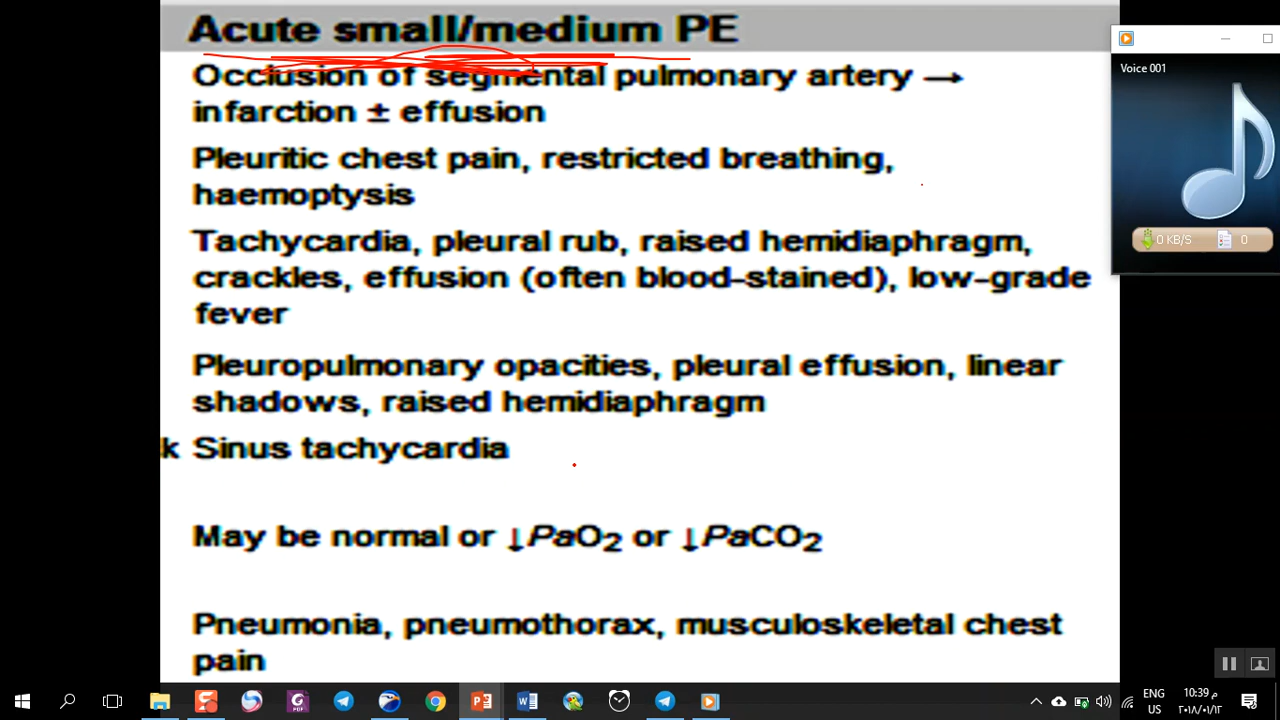 Acute small/medium PE
Occlusion of segmental pulmonary artery →
infarction ± effusion
Pleuritic chest pain, restricted breathing,
haemoptysis
Tachycardia, pleural rub, raised hemidiaphragm,
crackles, effusion (often blood-stained), low-grade
fever
Pleuropulmonary opacities, pleural effusion, linear
shadows, raised hemidiaphragm
k Sinus tachycardia
May be normal or ↓PaO₂ or ↓PaCO₂
Pneumonia, pneumothorax, musculoskeletal chest
pain
Voice 001
0 KB/S 0
ENG
US
م 10:39
٢٠١٨/٠١/١٢